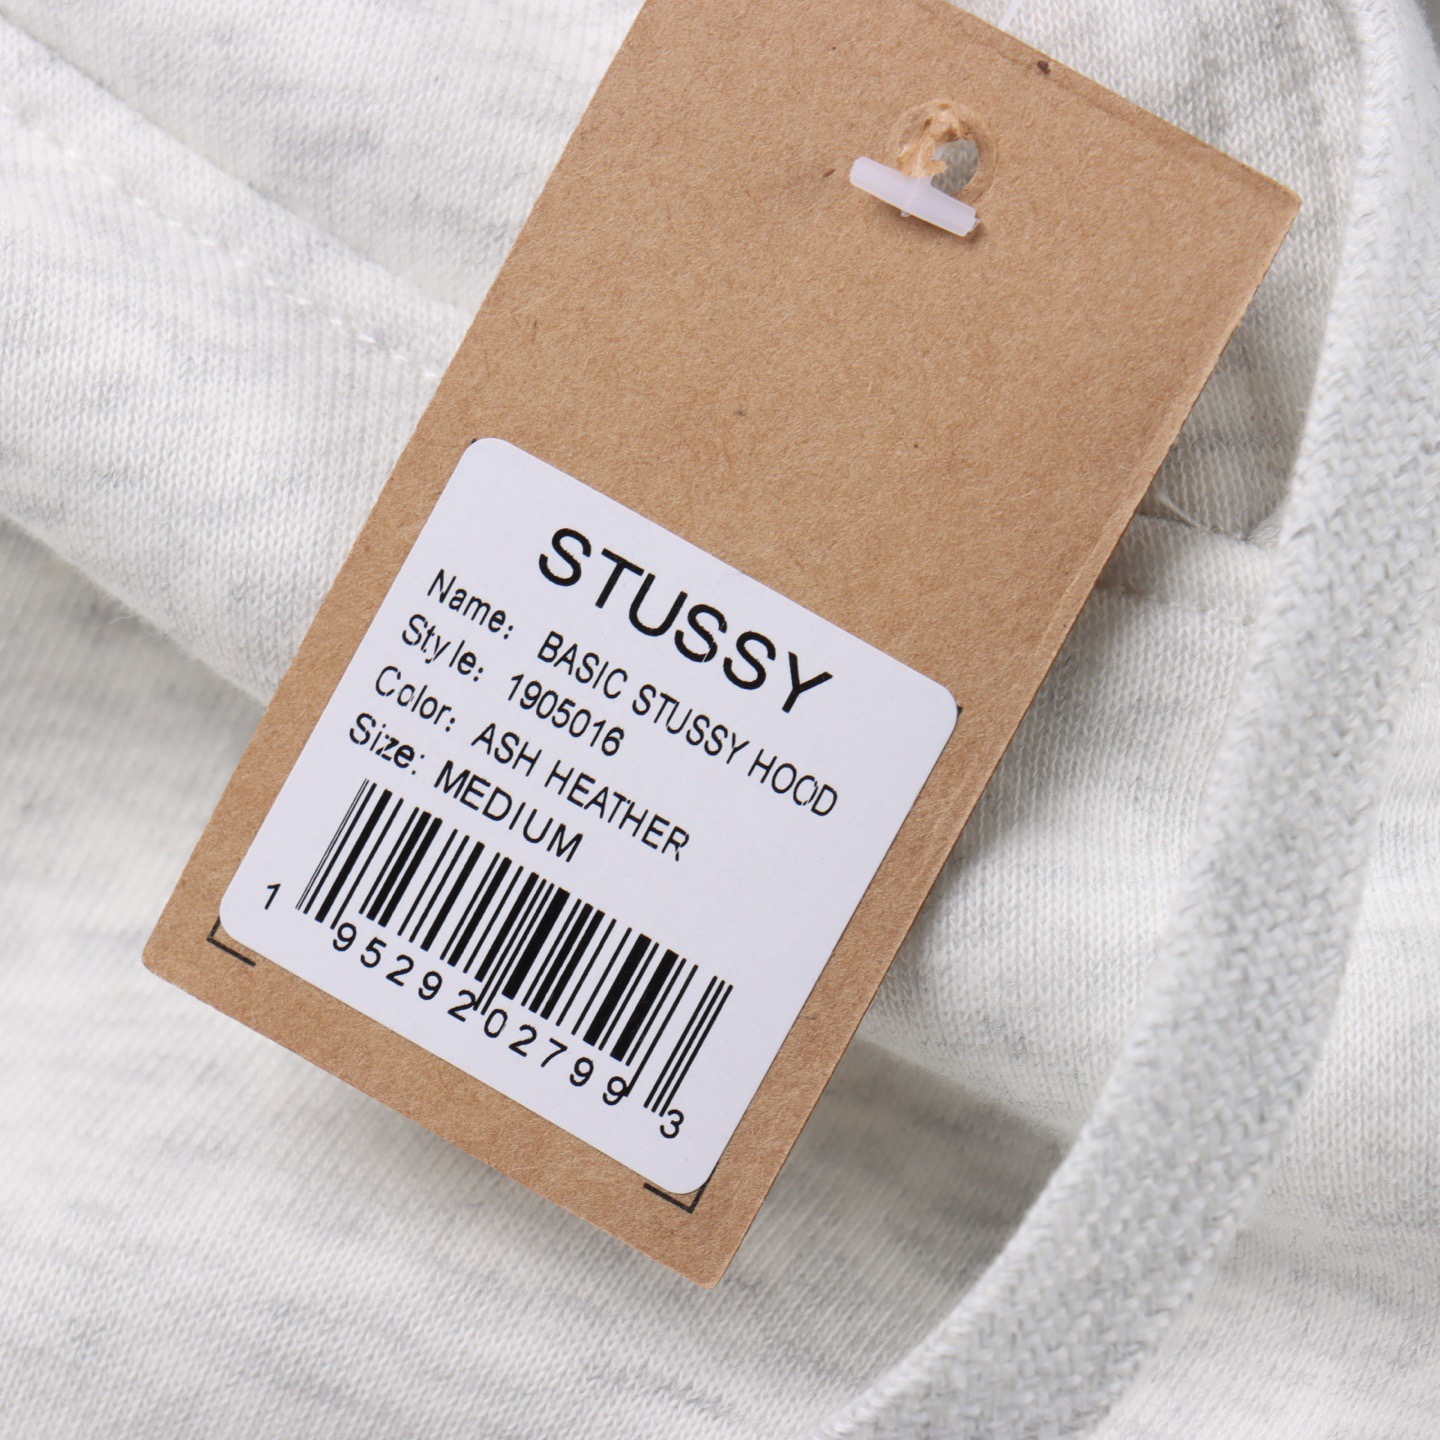 STUSSY
Name: BASIC STUSSY HOOD
Style: 1905016
Color: ASH HEATHER
Size: MEDIUM
1 95292 02799 3